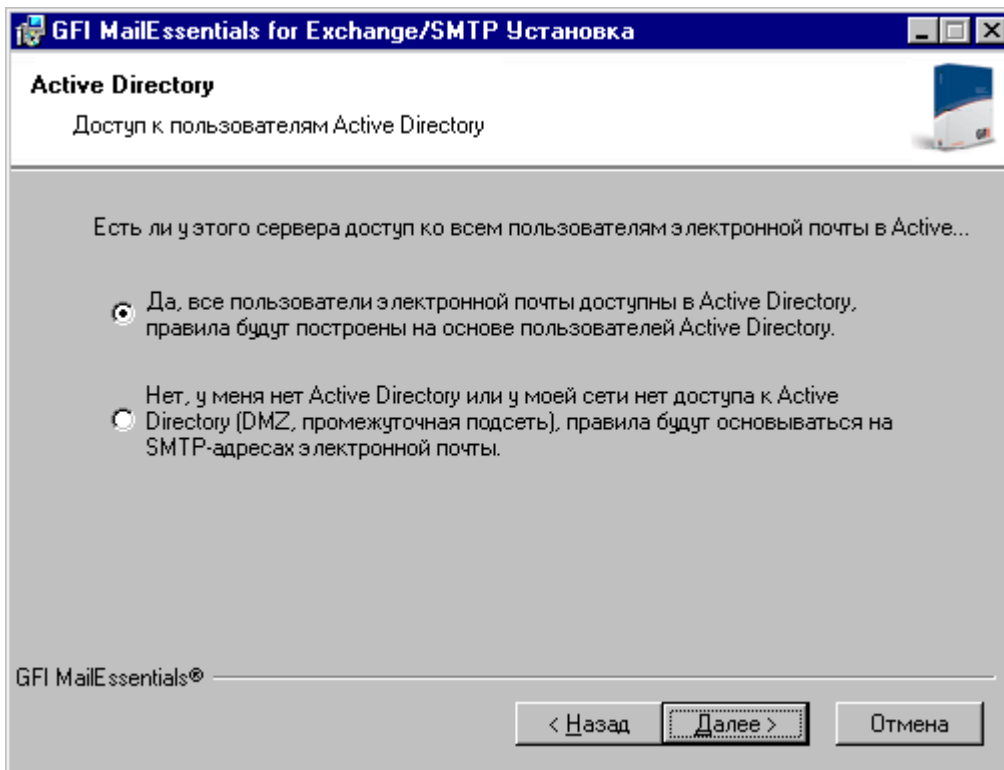 GFI MailEssentials for Exchange/SMTP Установка
Active Directory
Доступ к пользователям Active Directory
GFI
Есть ли у этого сервера доступ ко всем пользователям электронной почты в Active...
Да, все пользователи электронной почты доступны в Active Directory,
правила будут построены на основе пользователей Active Directory.
Нет, у меня нет Active Directory или у моей сети нет доступа к Active
Directory (DMZ, промежуточная подсеть), правила будут основываться на
SMTP-адресах электронной почты.
GFI MailEssentials®
< Назад
Далее >
Отмена